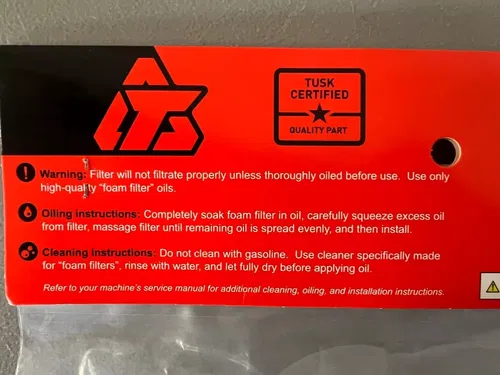 TUSK
CERTIFIED
QUALITY PART
Warning: Filter will not filtrate properly unless thoroughly oiled before use. Use only
high-quality "foam filter" oils.
Oiling instructions: Completely soak foam filter in oil, carefully squeeze excess oil
from filter, massage filter until remaining oil is spread evenly, and then install.
Cleaning instructions: Do not clean with gasoline. Use cleaner specifically made
for "foam filters", rinse with water, and let fully dry before applying oil.
Refer to your machine's service manual for additional cleaning, oiling, and installation instructions.